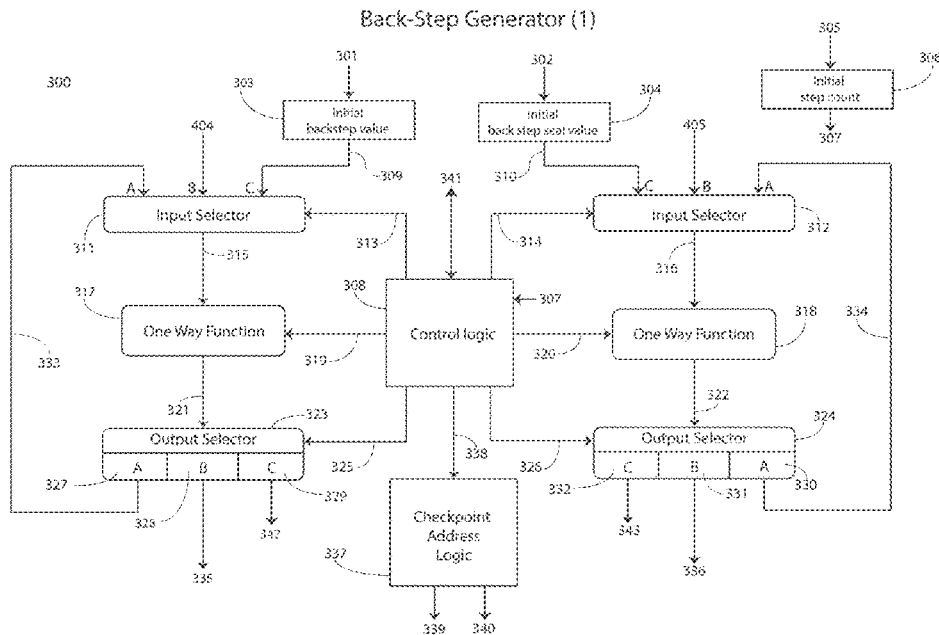 Back-Step Generator (1)
300
301
302
305
303
Initial
backstep value
Initial
back step seat value
304
Initial
step count
306
307
404
309
310
405
341
A
B
C
C
B
A
Input Selector
Input Selector
311
312
313
314
315
316
317
308
307
318
334
One Way Function
Control logic
One Way Function
319
320
333
321
322
323
324
Output Selector
Output Selector
325
338
326
A
B
C
C
B
A
327
328
329
332
331
330
342
343
335
336
Checkpoint
Address
Logic
337
339
340